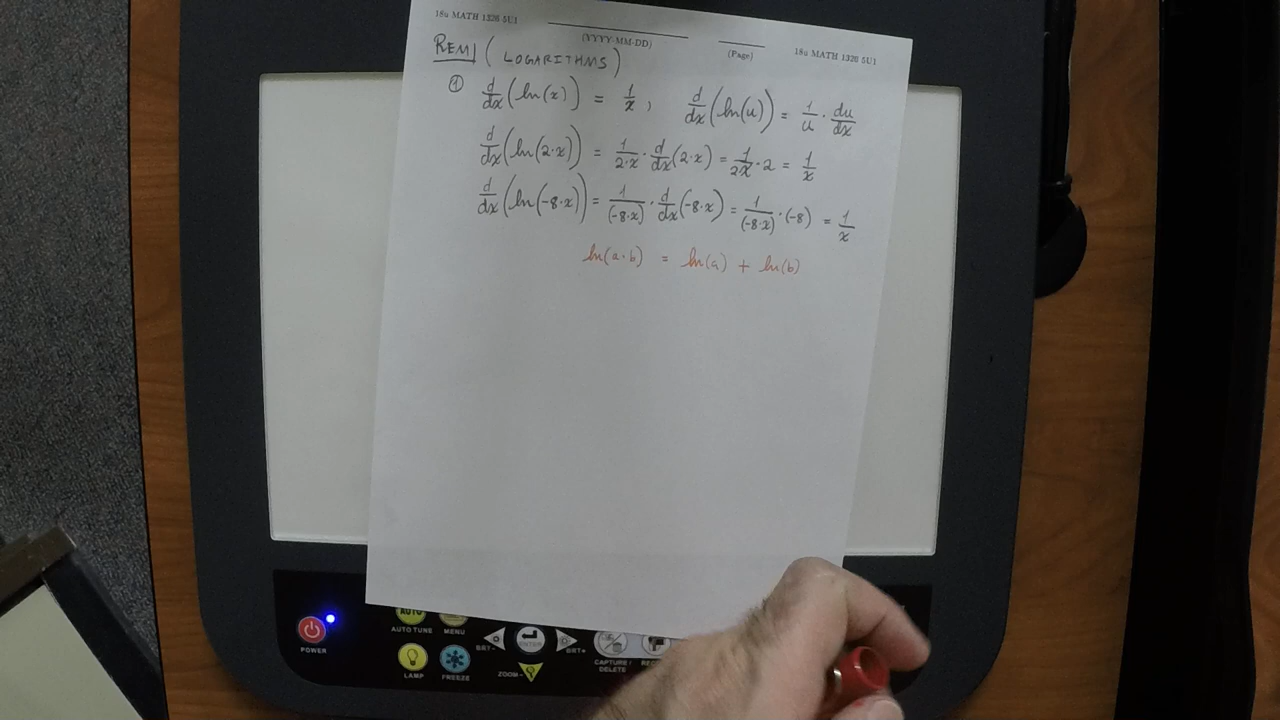 18u MATH 1326 5U1 (YYYY-MM-DD) (Page) 18u MATH 1326 5U1
REM ( LOGARITHMS )
① d/dx (ln(x)) = 1/x , d/dx (ln(u)) = 1/u · du/dx
d/dx (ln(2·x)) = 1/(2·x) · d/dx (2·x) = 1/(2x) · 2 = 1/x
d/dx (ln(-8·x)) = 1/(-8·x) · d/dx (-8·x) = 1/(-8·x) · (-8) = 1/x
ln(a·b) = ln(a) + ln(b)
AUTO
AUTO TUNE MENU
BRT- ENTER BRT+
POWER
CAPTURE / DELETE
LAMP FREEZE ZOOM-